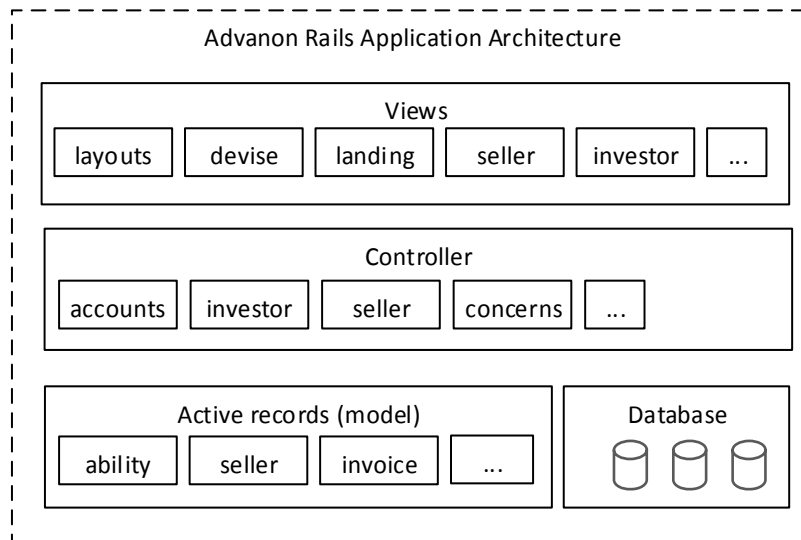 Advanon Rails Application Architecture
Views
layouts devise landing seller investor ...
Controller
accounts investor seller concerns ...
Active records (model) Database
ability seller invoice ...